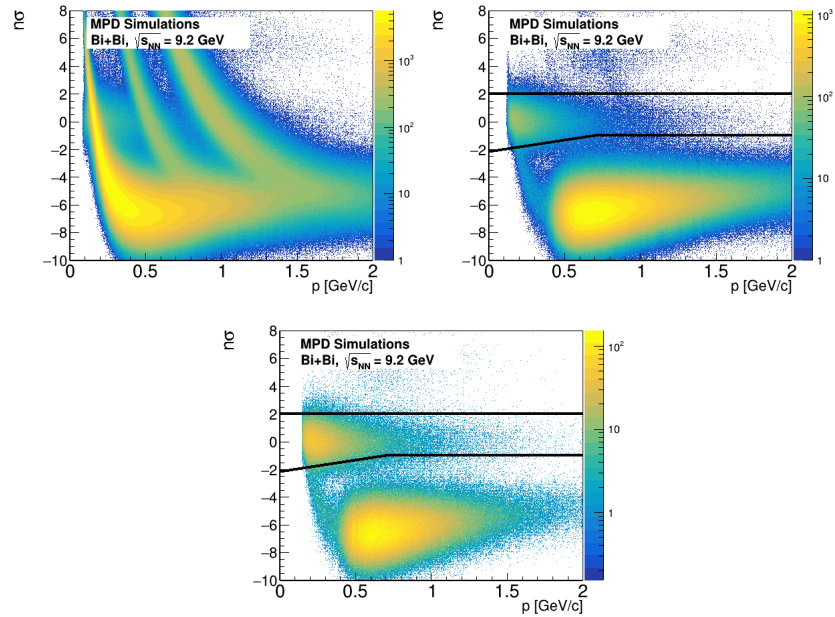 nσ
8
6
4
2
0
−2
−4
−6
−8
−10
MPD Simulations
Bi+Bi, √sNN = 9.2 GeV
0 0.5 1 1.5 2
p [GeV/c]
10³
10²
10
1
nσ
8
6
4
2
0
−2
−4
−6
−8
−10
MPD Simulations
Bi+Bi, √sNN = 9.2 GeV
0 0.5 1 1.5 2
p [GeV/c]
10³
10²
10
1
nσ
8
6
4
2
0
−2
−4
−6
−8
−10
MPD Simulations
Bi+Bi, √sNN = 9.2 GeV
0 0.5 1 1.5 2
p [GeV/c]
10²
10
1